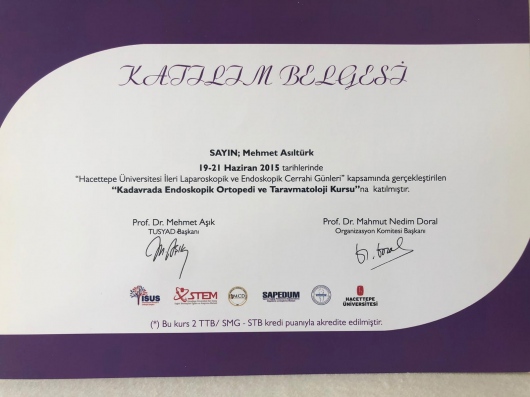 KATILIM BELGESİ
SAYIN; Mehmet Asıltürk
19-21 Haziran 2015 tarihlerinde
"Hacettepe Üniversitesi İleri Laparoskopik ve Endoskopik Cerrahi Günleri" kapsamında gerçekleştirilen
"Kadavrada Endoskopik Ortopedi ve Taravmatoloji Kursu"na katılmıştır.
Prof. Dr. Mehmet Aşık
TUSYAD Başkanı
Prof. Dr. Mahmut Nedim Doral
Organizasyon Komitesi Başkanı
ISUS
STEM
SAPEDUM
HACETTEPE
ÜNİVERSİTESİ
(*) Bu kurs 2 TTB/ SMG - STB kredi puanıyla akredite edilmiştir.